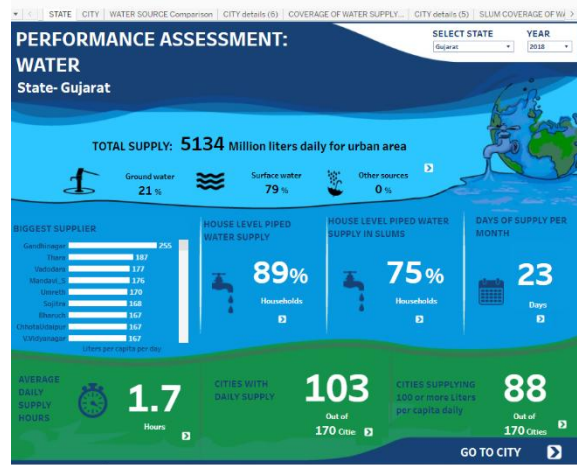 STATE CITY WATER SOURCE Comparison CITY details (6) COVERAGE OF WATER SUPPLY... CITY details (5) SLUM COVERAGE OF WA
PERFORMANCE ASSESSMENT:
WATER
State- Gujarat
SELECT STATE YEAR
Gujarat 2018
TOTAL SUPPLY: 5134 Million liters daily for urban area
Ground water Surface water Other sources
21 % 79 % 0 %
BIGGEST SUPPLIER
Gandhinagar 255
Thara 187
Vadodara 177
Mandavi_S 176
Umreth 170
Sojitra 168
Bharuch 167
ChhotaUdaipur 167
V.Vidyanagar 167
Liters per capita per day
HOUSE LEVEL PIPED
WATER SUPPLY
89%
Households
HOUSE LEVEL PIPED WATER
SUPPLY IN SLUMS
75%
Households
DAYS OF SUPPLY PER
MONTH
23
Days
AVERAGE
DAILY
SUPPLY
HOURS
1.7
Hours
CITIES WITH
DAILY SUPPLY
103
Out of
170 Citie
CITIES SUPPLYING
100 or more Liters
per capita daily
88
Out of
170 Cities
GO TO CITY